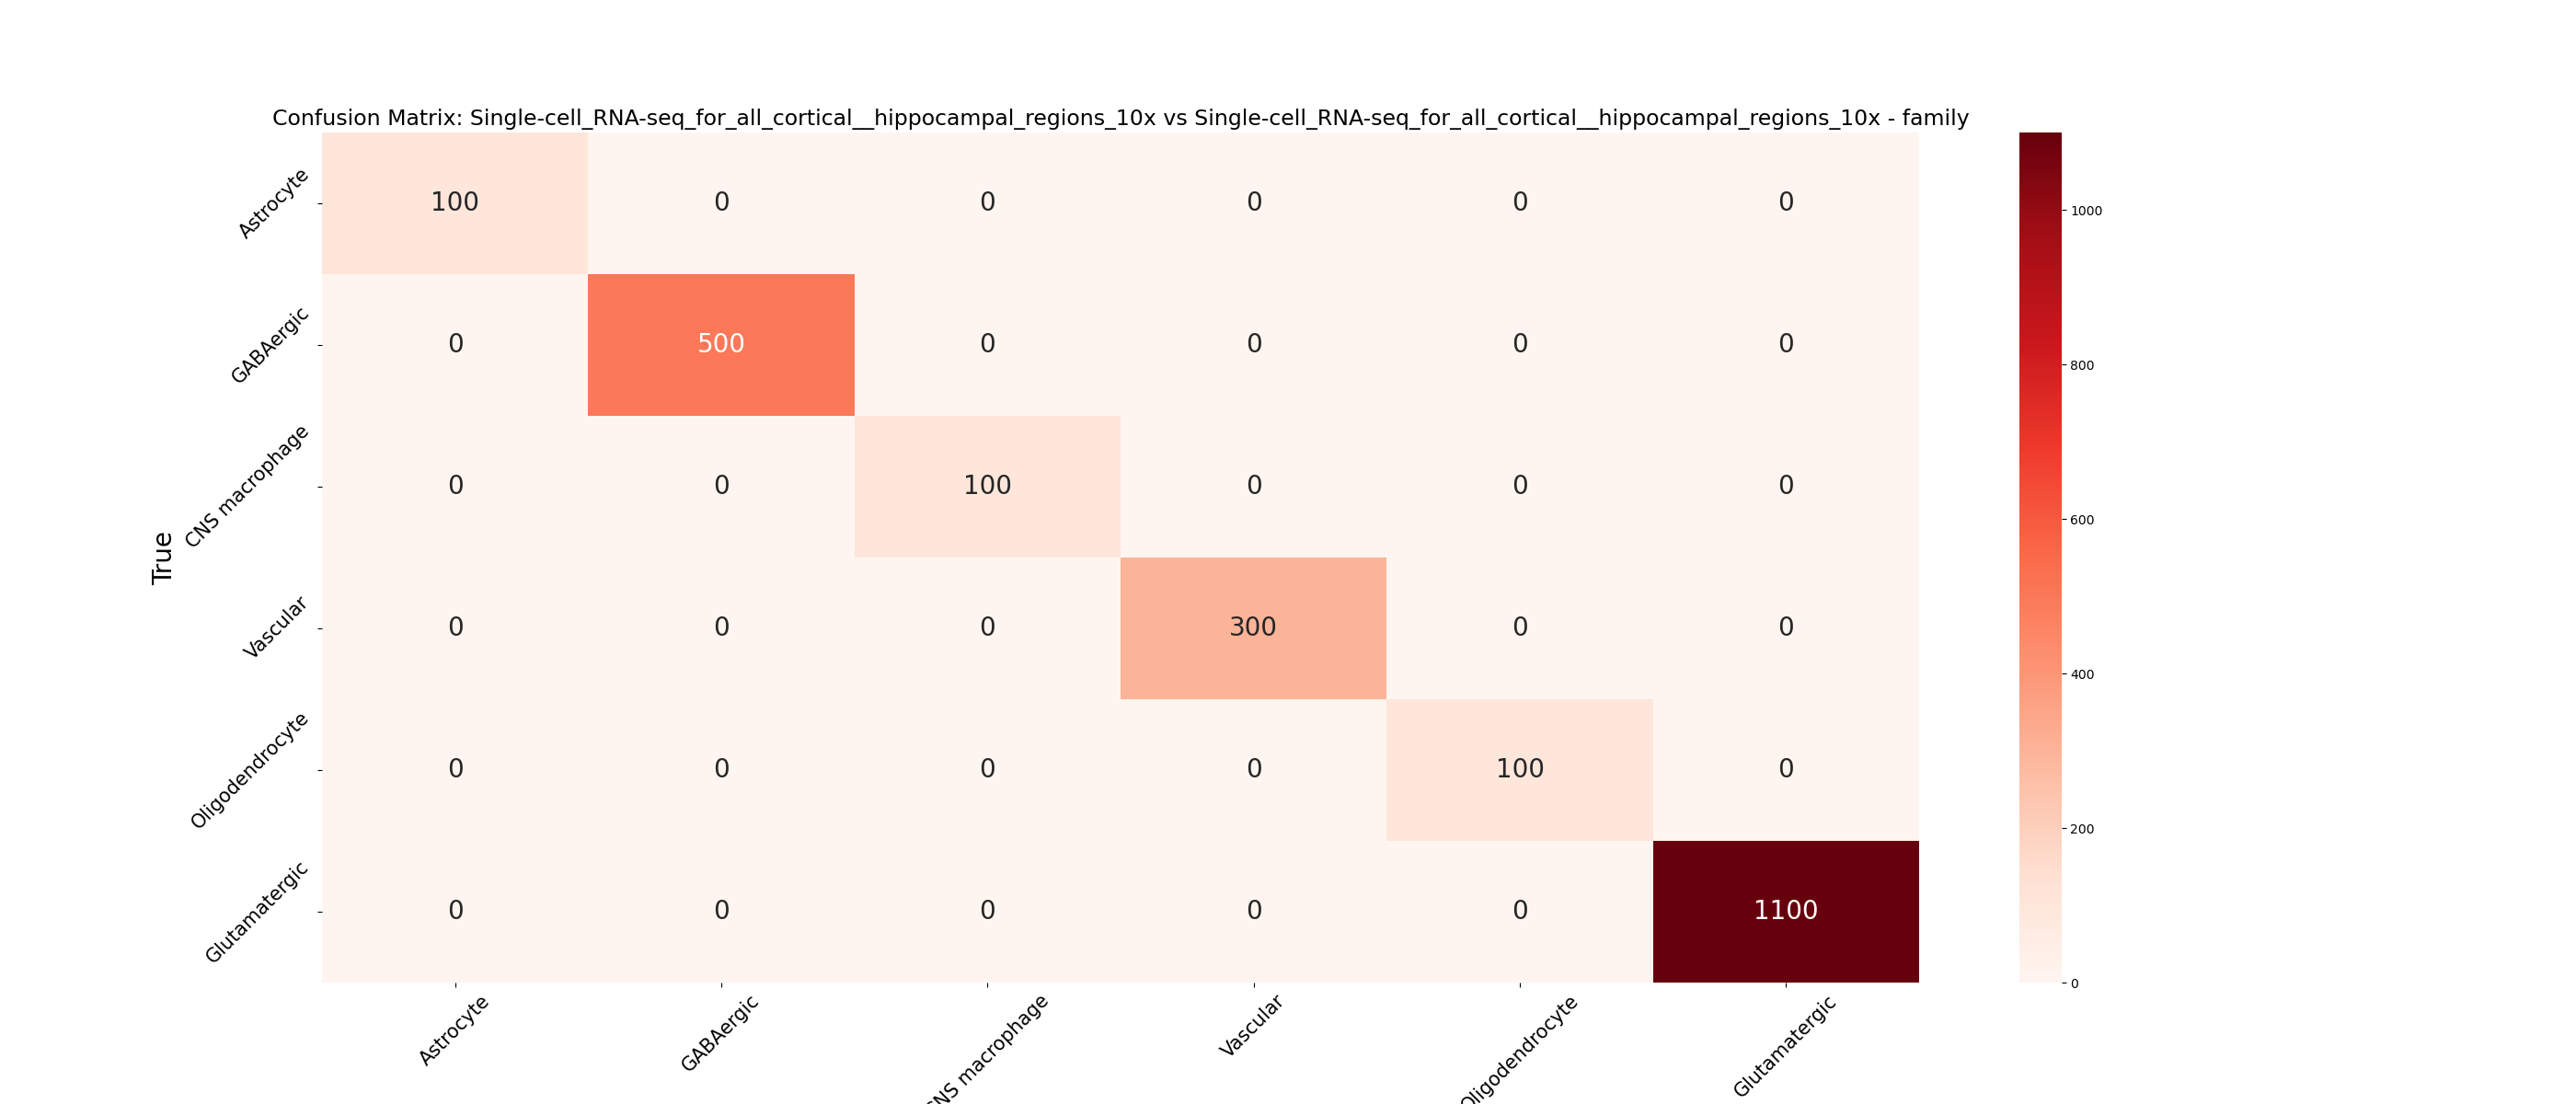 Confusion Matrix: Single-cell_RNA-seq_for_all_cortical__hippocampal_regions_10x vs Single-cell_RNA-seq_for_all_cortical__hippocampal_regions_10x - family
True
Astrocyte 100 0 0 0 0 0
GABAergic 0 500 0 0 0 0
CNS macrophage 0 0 100 0 0 0
Vascular 0 0 0 300 0 0
Oligodendrocyte 0 0 0 0 100 0
Glutamatergic 0 0 0 0 0 1100
Astrocyte GABAergic CNS macrophage Vascular Oligodendrocyte Glutamatergic
1000
800
600
400
200
0